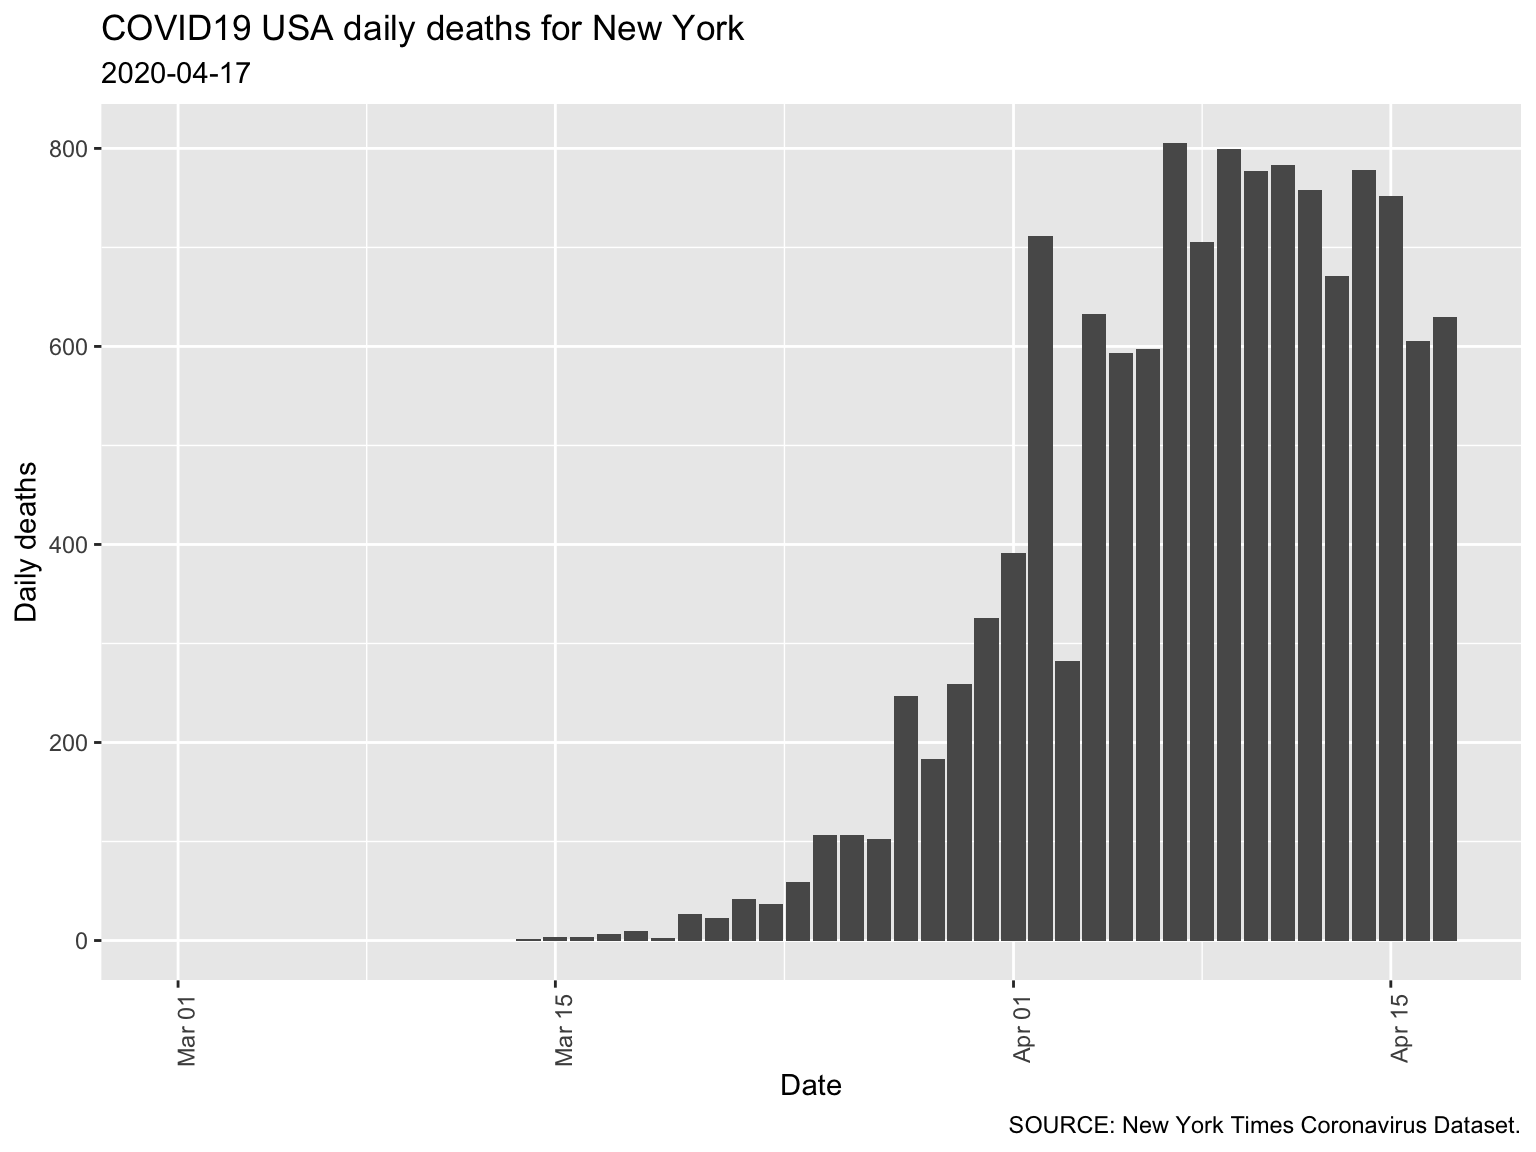 COVID19 USA daily deaths for New York
2020-04-17
Daily deaths
800
600
400
200
0
Mar 01
Mar 15
Apr 01
Apr 15
Date
SOURCE: New York Times Coronavirus Dataset.